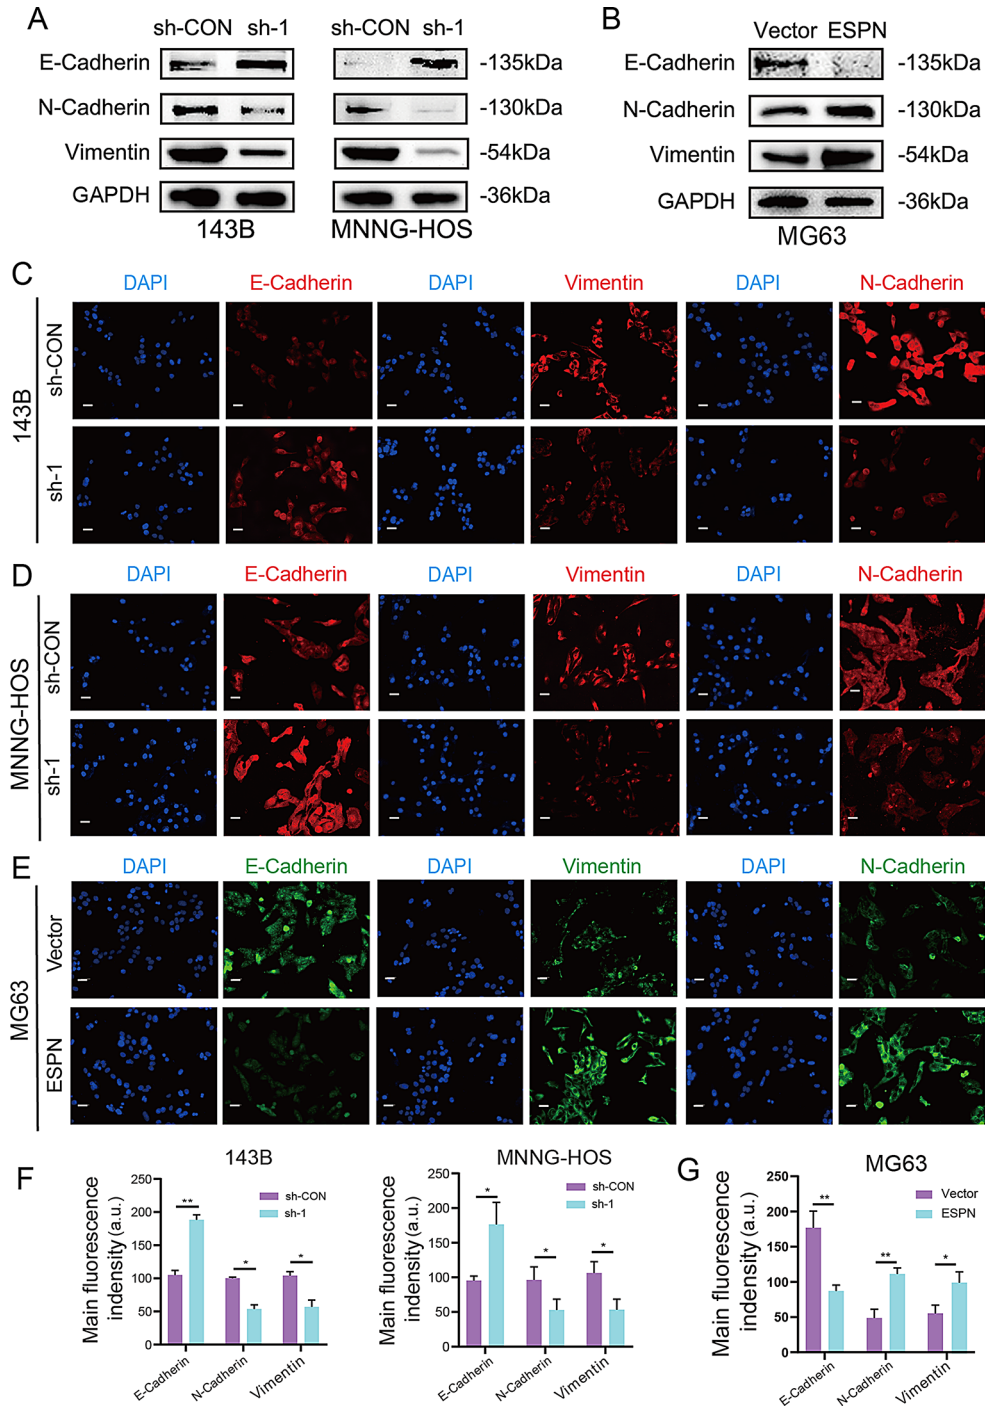 A
sh-CON sh-1 sh-CON sh-1
E-Cadherin -135kDa
N-Cadherin -130kDa
Vimentin -54kDa
GAPDH -36kDa
143B MNNG-HOS
B
Vector ESPN
E-Cadherin -135kDa
N-Cadherin -130kDa
Vimentin -54kDa
GAPDH -36kDa
MG63
C
DAPI E-Cadherin DAPI Vimentin DAPI N-Cadherin
143B
sh-CON
sh-1
D
DAPI E-Cadherin DAPI Vimentin DAPI N-Cadherin
MNNG-HOS
sh-CON
sh-1
E
DAPI E-Cadherin DAPI Vimentin DAPI N-Cadherin
MG63
Vector
ESPN
F
143B
Main fluorescence
indensity (a.u.)
250
200
150
100
50
0
** * *
sh-CON
sh-1
E-Cadherin N-Cadherin Vimentin
MNNG-HOS
Main fluorescence
indensity (a.u.)
250
200
150
100
50
0
* * *
sh-CON
sh-1
E-Cadherin N-Cadherin Vimentin
G
MG63
Main fluorescence
indensity (a.u.)
250
200
150
100
50
0
** ** *
Vector
ESPN
E-Cadherin N-Cadherin Vimentin